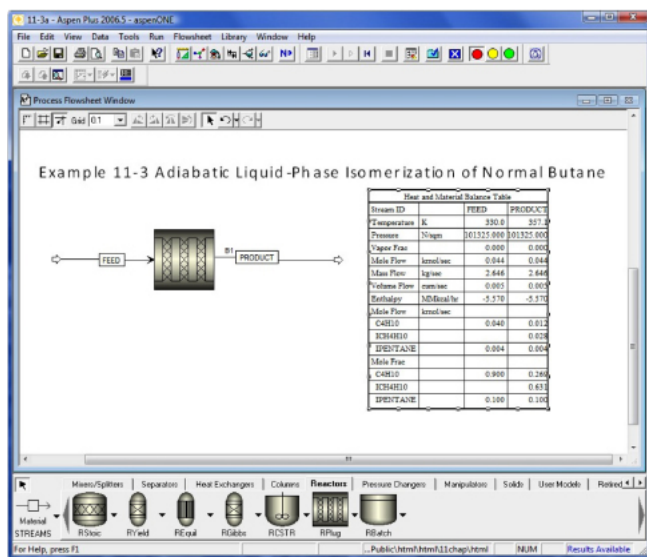 11-3a - Aspen Plus 2006.5 - aspenONE
File Edit View Data Tools Run Flowsheet Library Window Help
Process Flowsheet Window
Grid 0.1
Example 11-3 Adiabatic Liquid-Phase Isomerization of Normal Butane
Heat and Material Balance Table
Stream ID FEED PRODUCT
Temperature K 330.0 357.1
Pressure N/sqm 101325.000 101325.000
Vapor Frac 0.000 0.000
Mole Flow kmol/sec 0.044 0.044
Mass Flow kg/sec 2.646 2.646
Volume Flow cum/sec 0.005 0.005
Enthalpy MMkcal/hr -5.570 -5.570
Mole Flow kmol/sec
C4H10 0.040 0.012
ICH4H10 0.028
IPENTANE 0.004 0.004
Mole Frac
C4H10 0.900 0.269
ICH4H10 0.631
IPENTANE 0.100 0.100
FEED
B1
PRODUCT
Mixers/Splitters Separators Heat Exchangers Columns Reactors Pressure Changers Manipulators Solids User Models Retired
Material
STREAMS RStoic RYield REquil RGibbs RCSTR RPlug RBatch
For Help, press F1 ...Public\html\html\11chap\html NUM Results Available